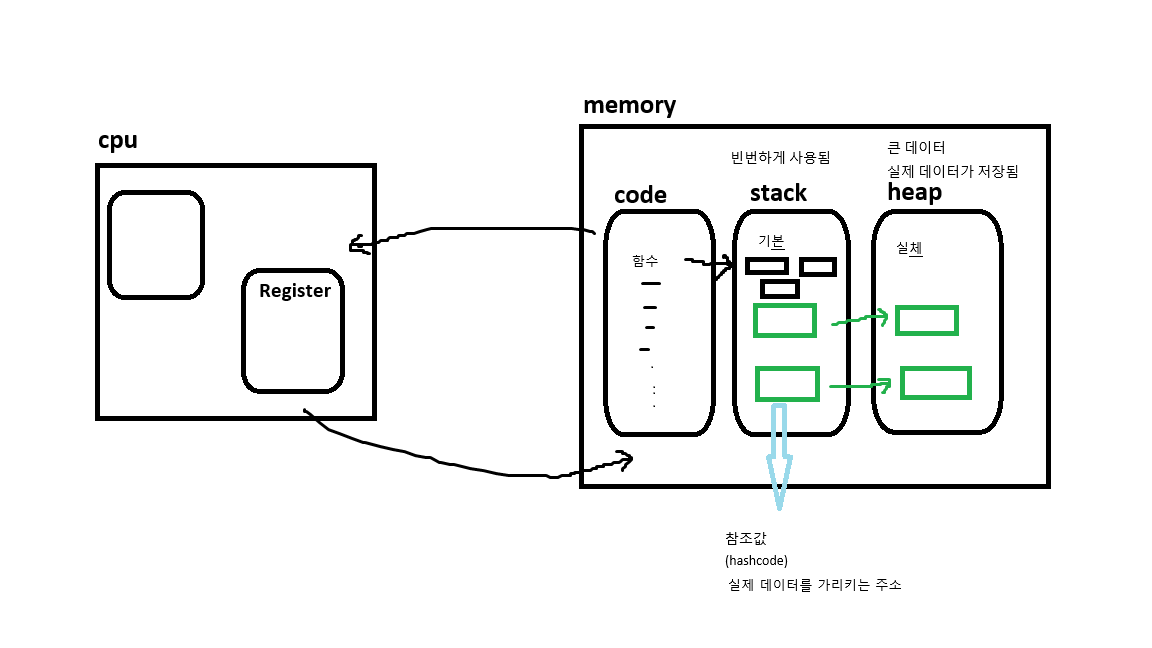 cpu
Register
memory
code
함수
빈번하게 사용됨
stack
기본
큰 데이터
실제 데이터가 저장됨
heap
실체
참조값
(hashcode)
실제 데이터를 가리키는 주소